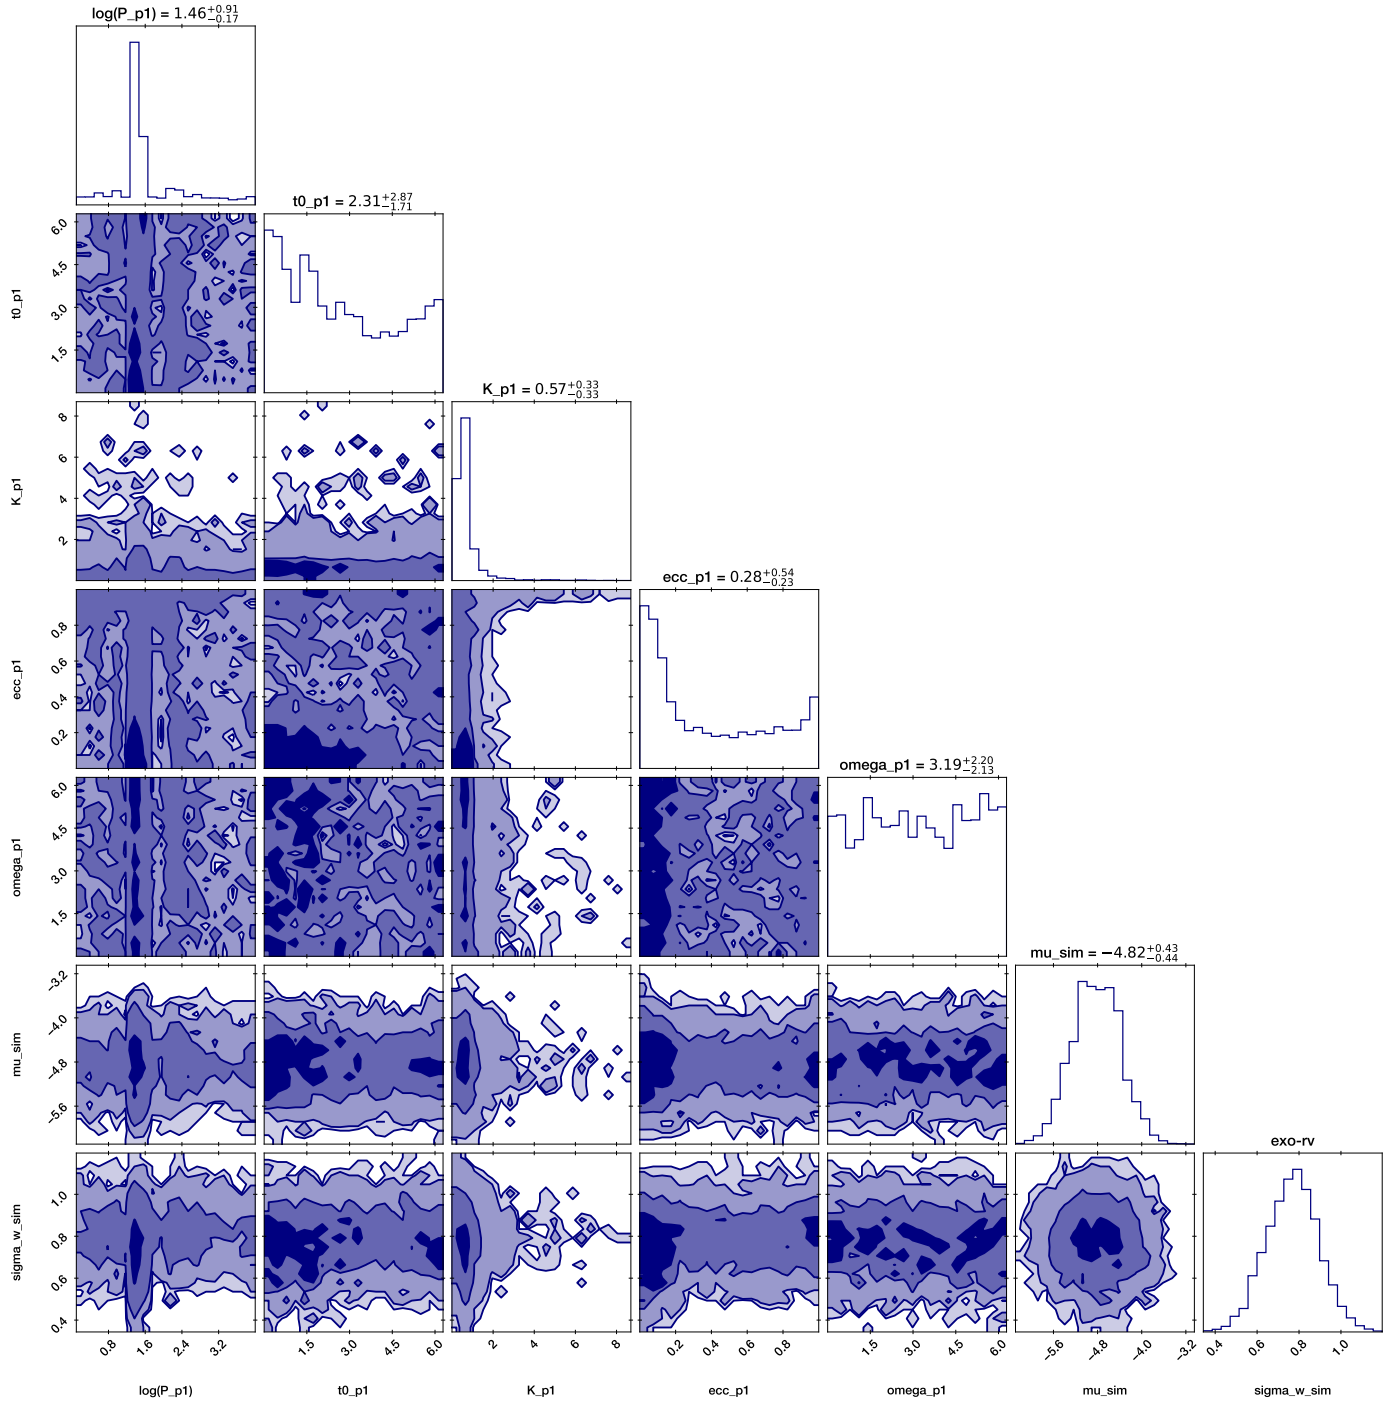 log(P_p1) = 1.46+0.91−0.17
t0_p1 = 2.31+2.87−1.71
6.0
4.5
3.0
1.5
t0_p1
K_p1 = 0.57+0.33−0.33
8
6
4
2
K_p1
ecc_p1 = 0.28+0.54−0.23
0.8
0.6
0.4
0.2
ecc_p1
omega_p1 = 3.19+2.20−2.13
6.0
4.5
3.0
1.5
omega_p1
mu_sim = −4.82+0.43−0.44
−3.2
−4.0
−4.8
−5.6
mu_sim
exo-rv
1.0
0.8
0.6
0.4
sigma_w_sim
0.8 1.6 2.4 3.2
1.5 3.0 4.5 6.0
2 4 6 8
0.2 0.4 0.6 0.8
1.5 3.0 4.5 6.0
−5.6 −4.8 −4.0 −3.2
0.4 0.6 0.8 1.0
log(P_p1) t0_p1 K_p1 ecc_p1 omega_p1 mu_sim sigma_w_sim